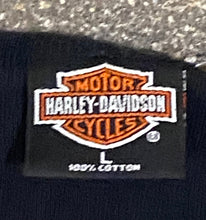 MOTOR
HARLEY-DAVIDSON
CYCLES
L
100% COTTON